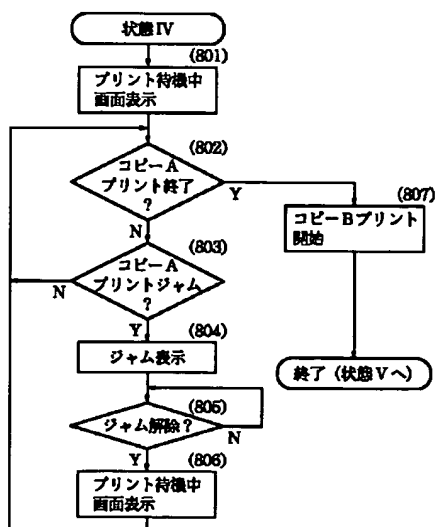 状態IV
(801)
プリント待機中
画面表示
(802)
コピーA
プリント終了
?
Y
N
(807)
コピーBプリント
開始
(803)
コピーA
プリントジャム
?
N
Y
(804)
ジャム表示
終了(状態Vへ)
(805)
ジャム解除?
N
Y
(806)
プリント待機中
画面表示